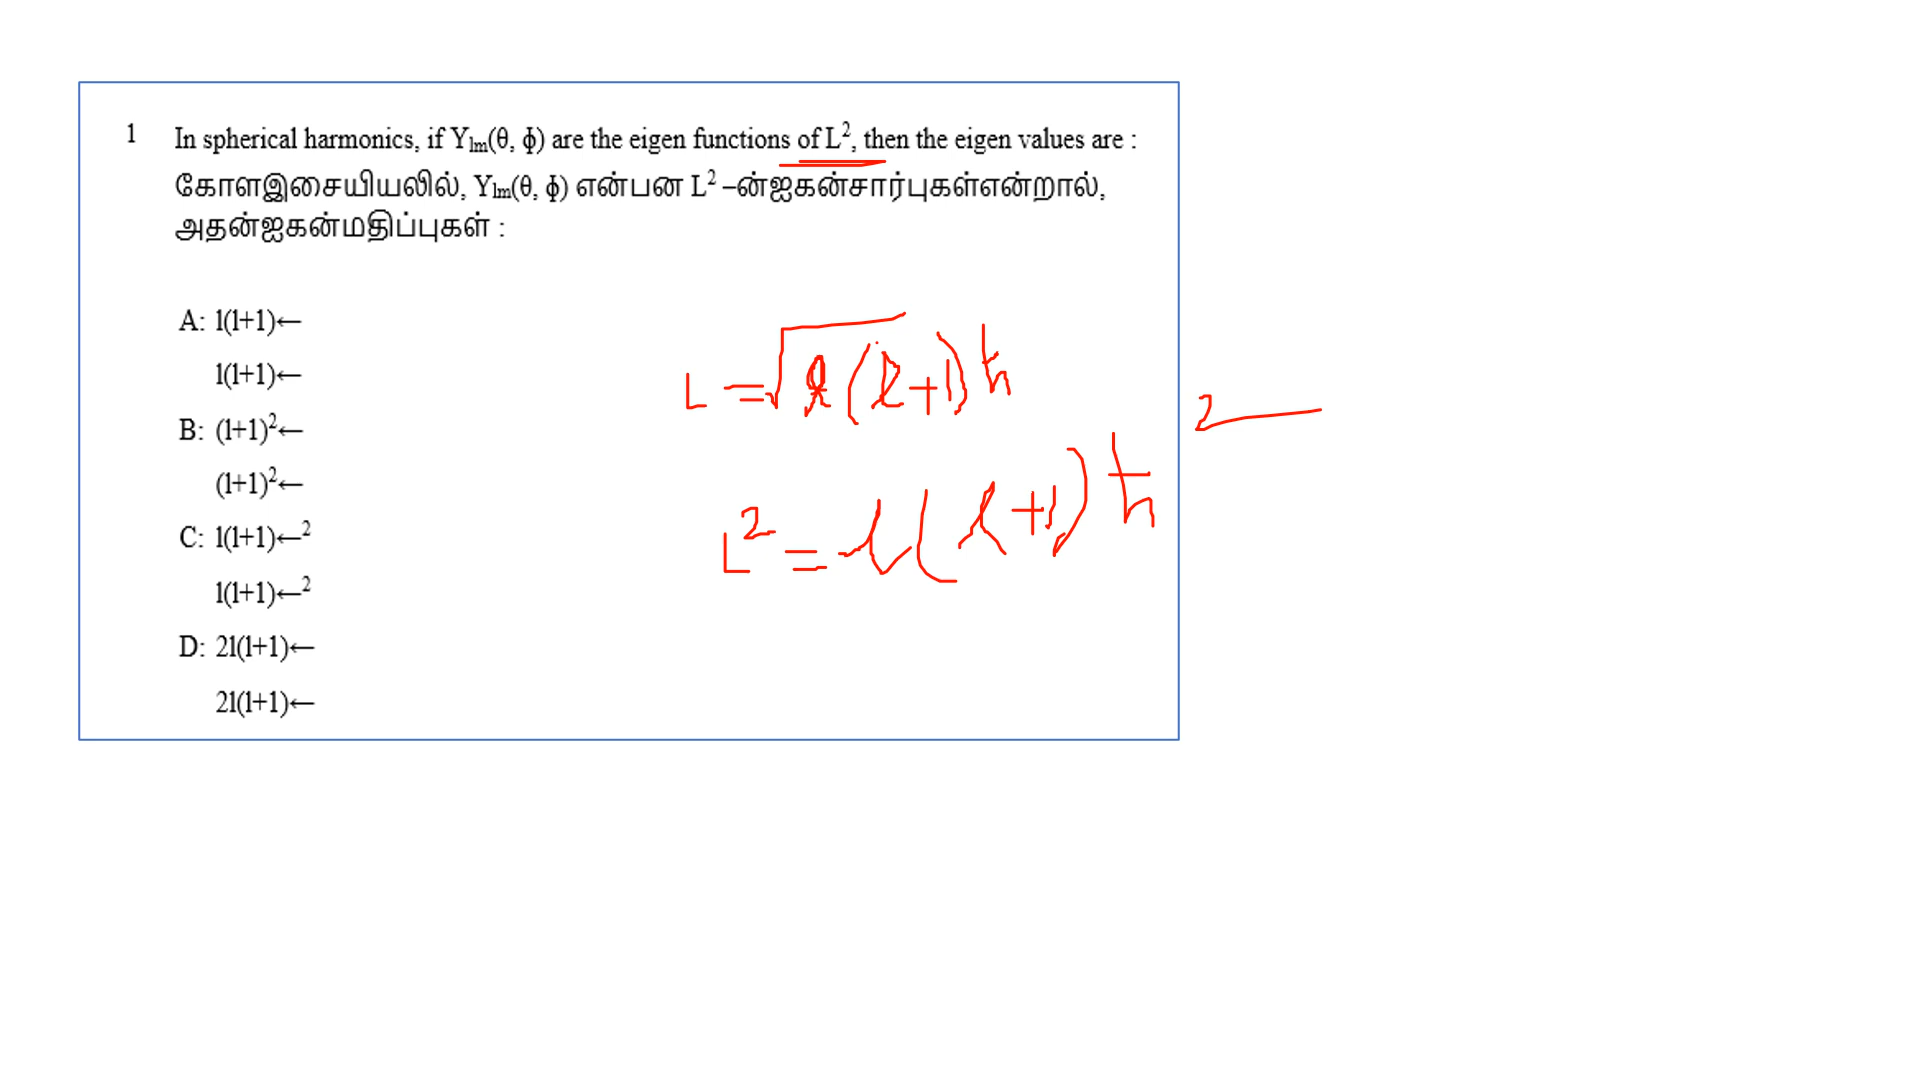 1 In spherical harmonics, if Yₗₘ(θ, ϕ) are the eigen functions of L², then the eigen values are :
கோளஇசையியலில், Yₗₘ(θ, ϕ) என்பன L² –ன்ஐகன்சார்புகள்என்றால்,
அதன்ஐகன்மதிப்புகள் :
A: l(l+1)←
l(l+1)←
B: (l+1)²←
(l+1)²←
C: l(l+1)←²
l(l+1)←²
D: 2l(l+1)←
2l(l+1)←
L = √l(l+1) ħ
L² = l(l+1) ħ²